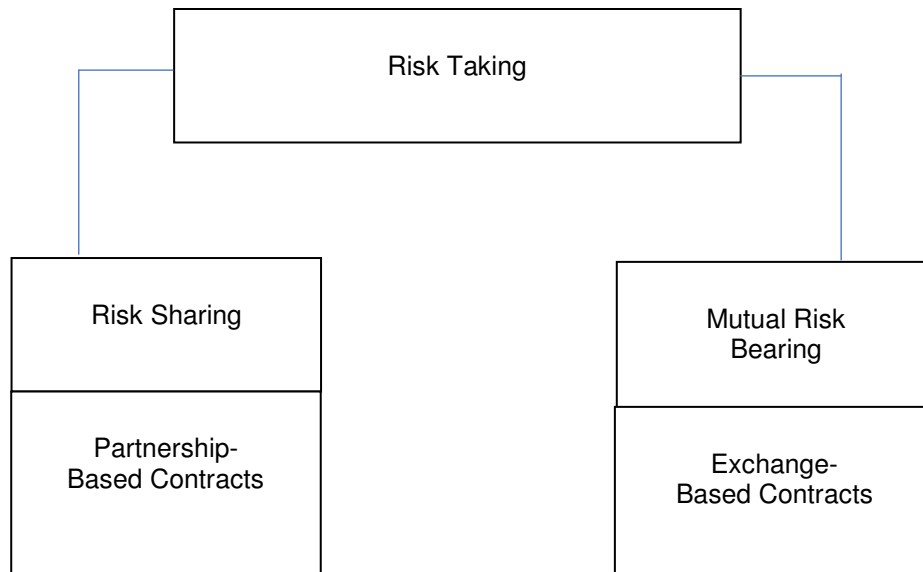 Risk Taking
Risk Sharing
Mutual Risk
Bearing
Partnership-
Based Contracts
Exchange-
Based Contracts